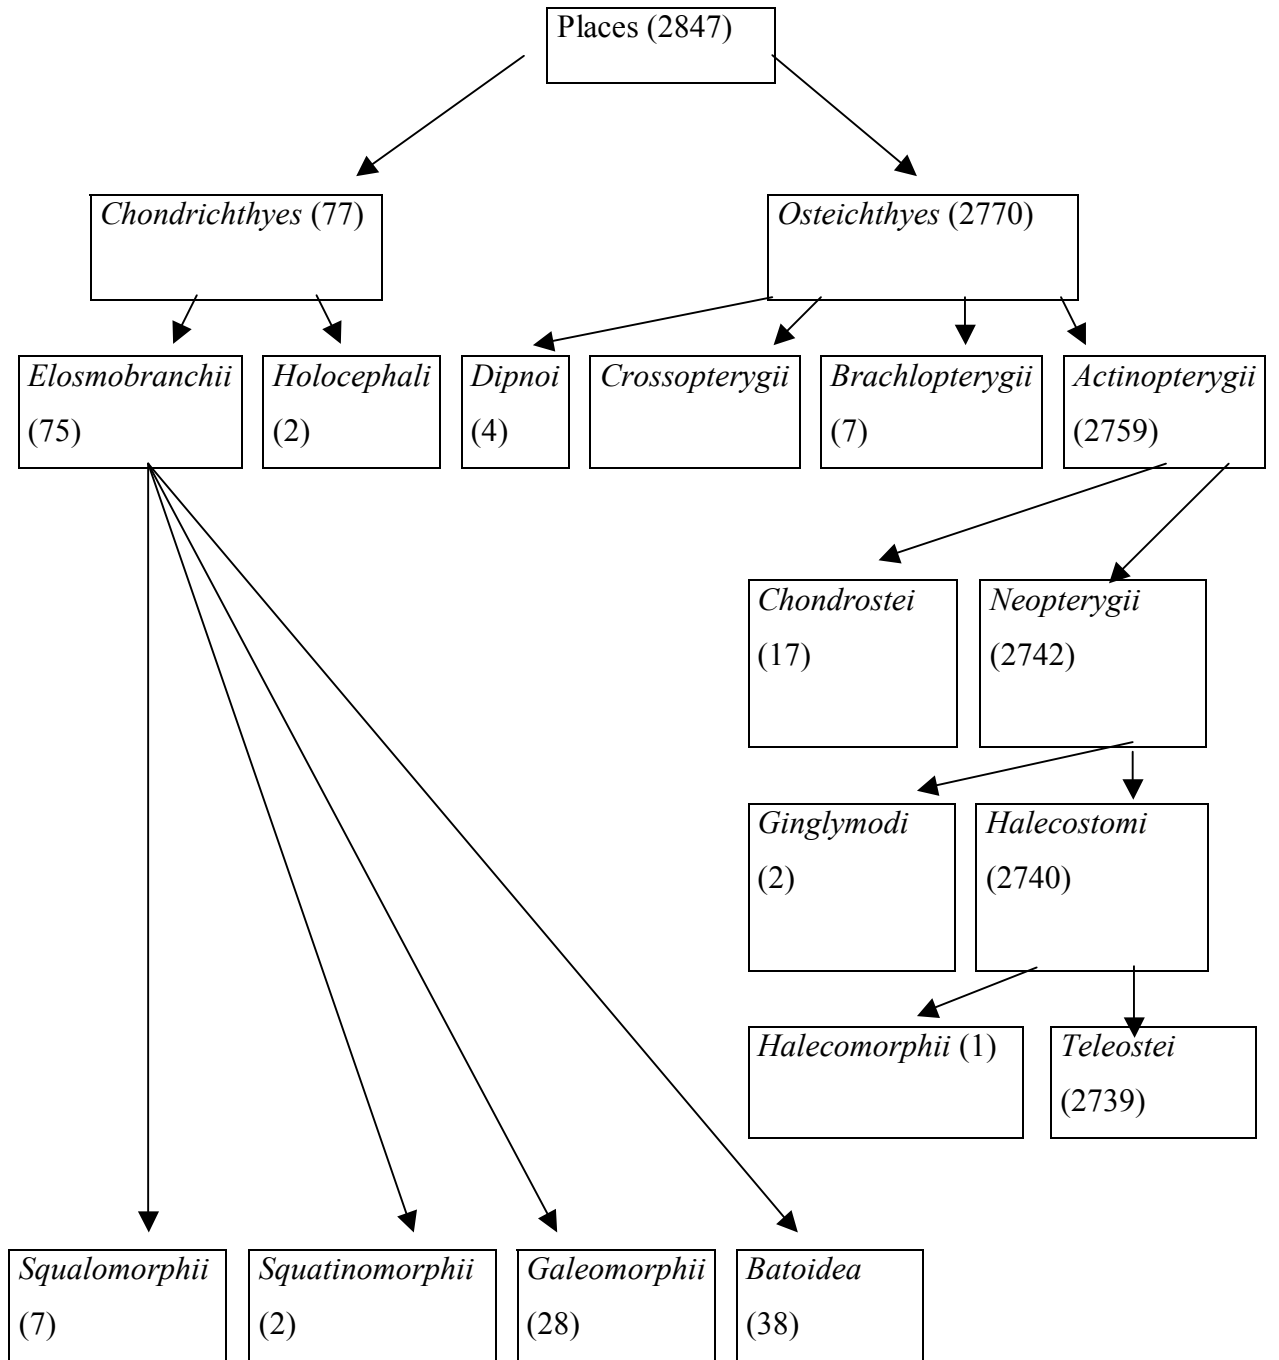 Places (2847)
Chondrichthyes (77)
Osteichthyes (2770)
Elosmobranchii
(75)
Holocephali
(2)
Dipnoi
(4)
Crossopterygii
Brachlopterygii
(7)
Actinopterygii
(2759)
Chondrostei
(17)
Neopterygii
(2742)
Ginglymodi
(2)
Halecostomi
(2740)
Halecomorphii (1)
Teleostei
(2739)
Squalomorphii
(7)
Squatinomorphii
(2)
Galeomorphii
(28)
Batoidea
(38)